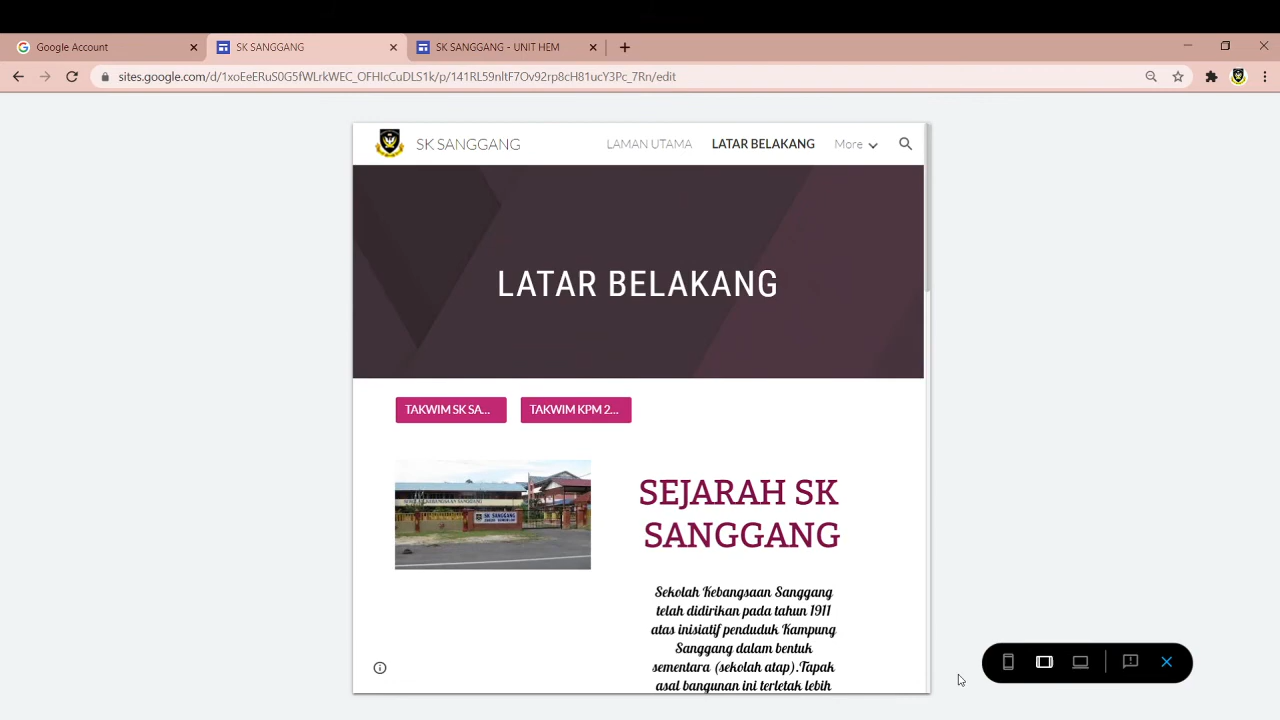 Google Account
SK SANGGANG
SK SANGGANG - UNIT HEM
sites.google.com/d/1xoEeERuS0G5fWLrkWEC_OFHIcCuDLS1k/p/141RL59nltF7Ov92rp8cH81ucY3Pc_7Rn/edit
SK SANGGANG
LAMAN UTAMA
LATAR BELAKANG
More
LATAR BELAKANG
TAKWIM SK SA...
TAKWIM KPM 2...
SEJARAH SK
SANGGANG
SK SANGGANG
Sekolah Kebangsaan Sanggang
telah didirikan pada tahun 1911
atas inisiatif penduduk Kampung
Sanggang dalam bentuk
sementara (sekolah atap).Tapak
asal bangunan ini terletak lebih